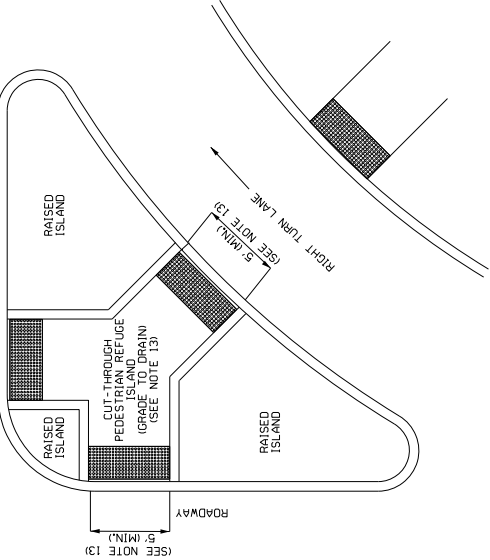 RAISED
ISLAND
RIGHT TURN LANE
5' (MIN.)
(SEE NOTE 13)
CUT-THROUGH
PEDESTRIAN REFUGE
ISLAND
(GRADE TO DRAIN)
(SEE NOTE 13)
RAISED
ISLAND
RAISED
ISLAND
ROADWAY
5' (MIN.)
(SEE NOTE 13)